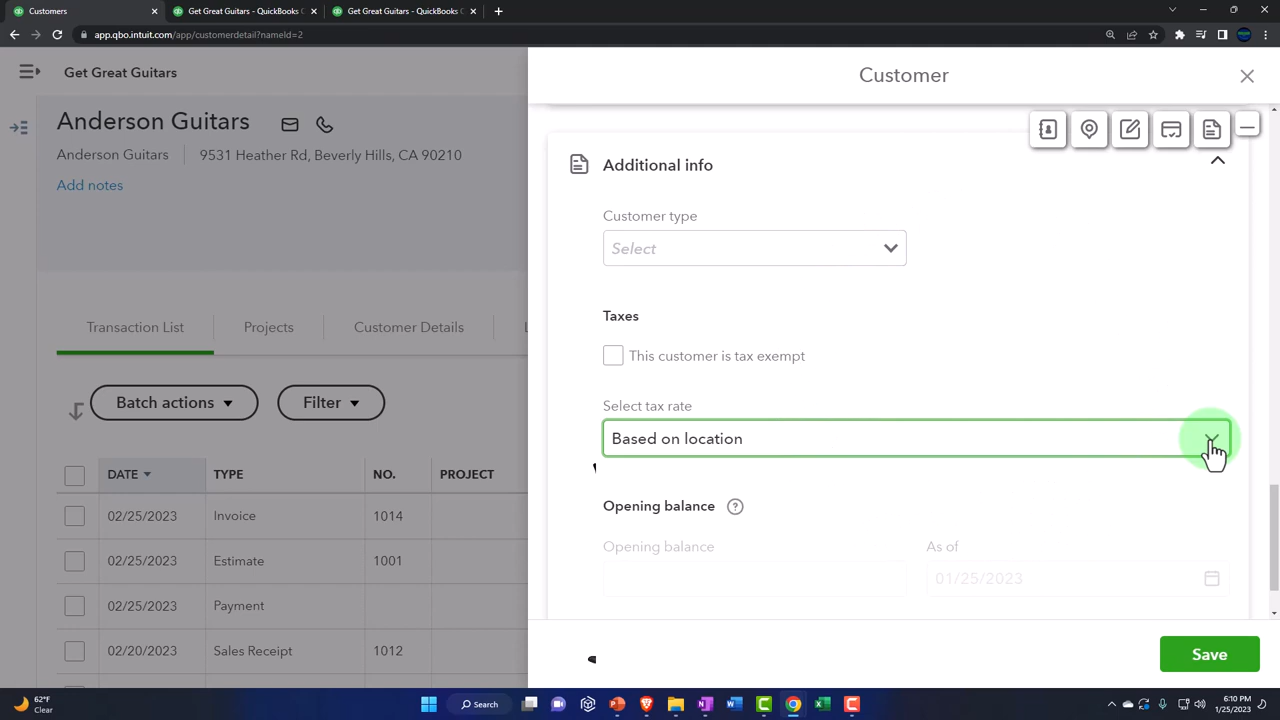 Customers
Get Great Guitars - QuickBooks O
Get Great Guitars - QuickBooks O
qbo.intuit.com/app/customerdetail?nameId=2
Get Great Guitars
Anderson Guitars
Anderson Guitars
9531 Heather Rd, Beverly Hills, CA 90210
Add notes
Transaction List
Projects
Customer Details
L
Batch actions
Filter
DATE
TYPE
NO.
PROJECT
02/25/2023
Invoice
1014
02/25/2023
Estimate
1001
02/25/2023
Payment
02/20/2023
Sales Receipt
1012
Customer
Additional info
Customer type
Select
Taxes
This customer is tax exempt
Select tax rate
Based on location
Opening balance
Opening balance
As of
01/25/2023
Save
62°F
Clear
Search
6:10 PM
1/25/2023